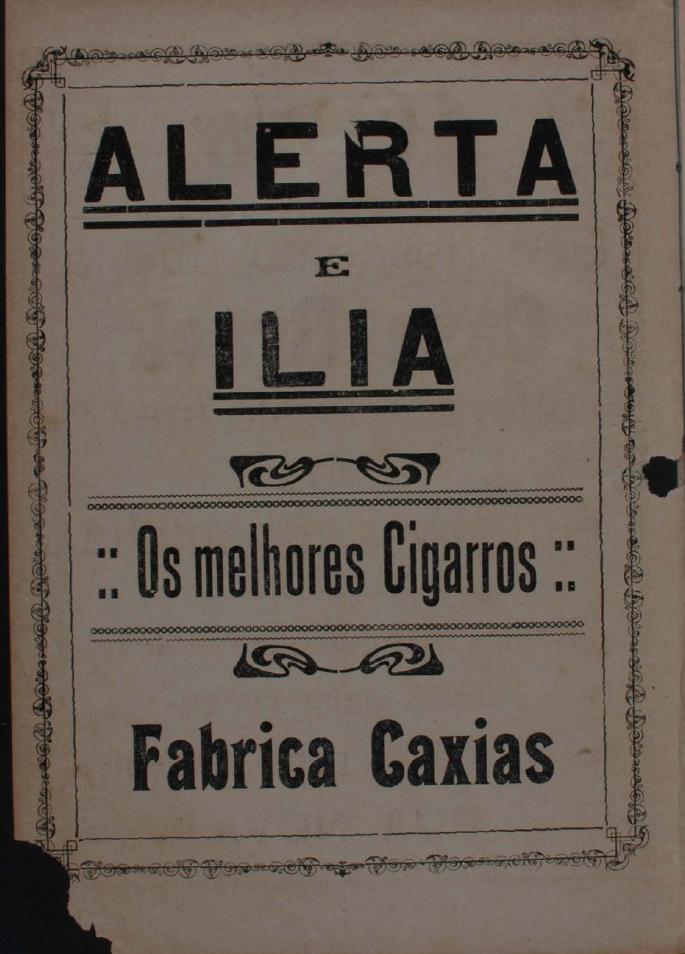 ALERTA
E
ILIA
:: Os melhores Cigarros ::
Fabrica Caxias